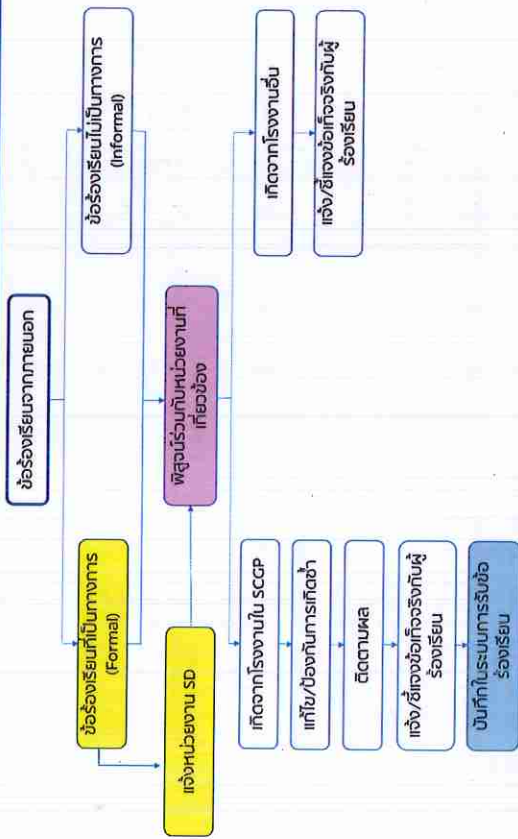 ข้อร้องเรียนจากภายนอก
ข้อร้องเรียนที่เป็นทางการ
(Formal)
ข้อร้องเรียนไม่เป็นทางการ
(Informal)
แจ้งหน่วยงาน SD
พิสูจน์ร่วมกับหน่วยงานที่
เกี่ยวข้อง
เกิดจากโรงงานใน SCGP
แก้ไข/ป้องกันการเกิดซ้ำ
ติดตามผล
แจ้ง/ชี้แจงข้อเท็จจริงกับผู้
ร้องเรียน
บันทึกในระบบการรับข้อ
ร้องเรียน
เกิดจากโรงงานอื่น
แจ้ง/ชี้แจงข้อเท็จจริงกับผู้
ร้องเรียน